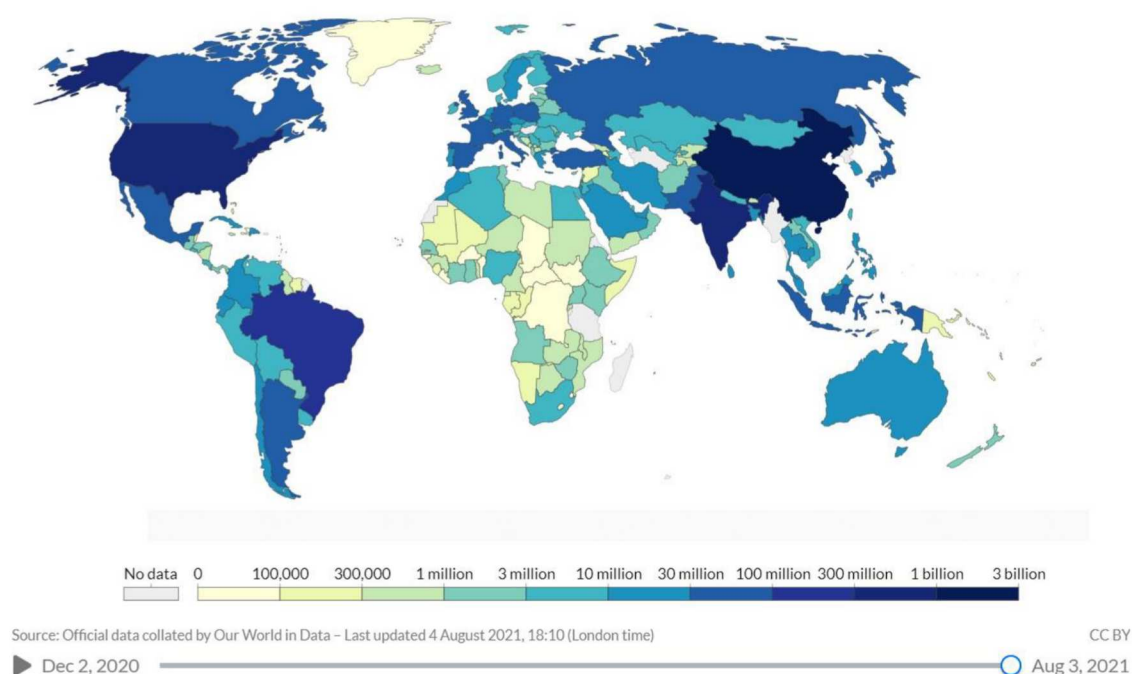 No data 0 100,000 300,000 1 million 3 million 10 million 30 million 100 million 300 million 1 billion 3 billion
Source: Official data collated by Our World in Data – Last updated 4 August 2021, 18:10 (London time) CC BY
Dec 2, 2020 Aug 3, 2021